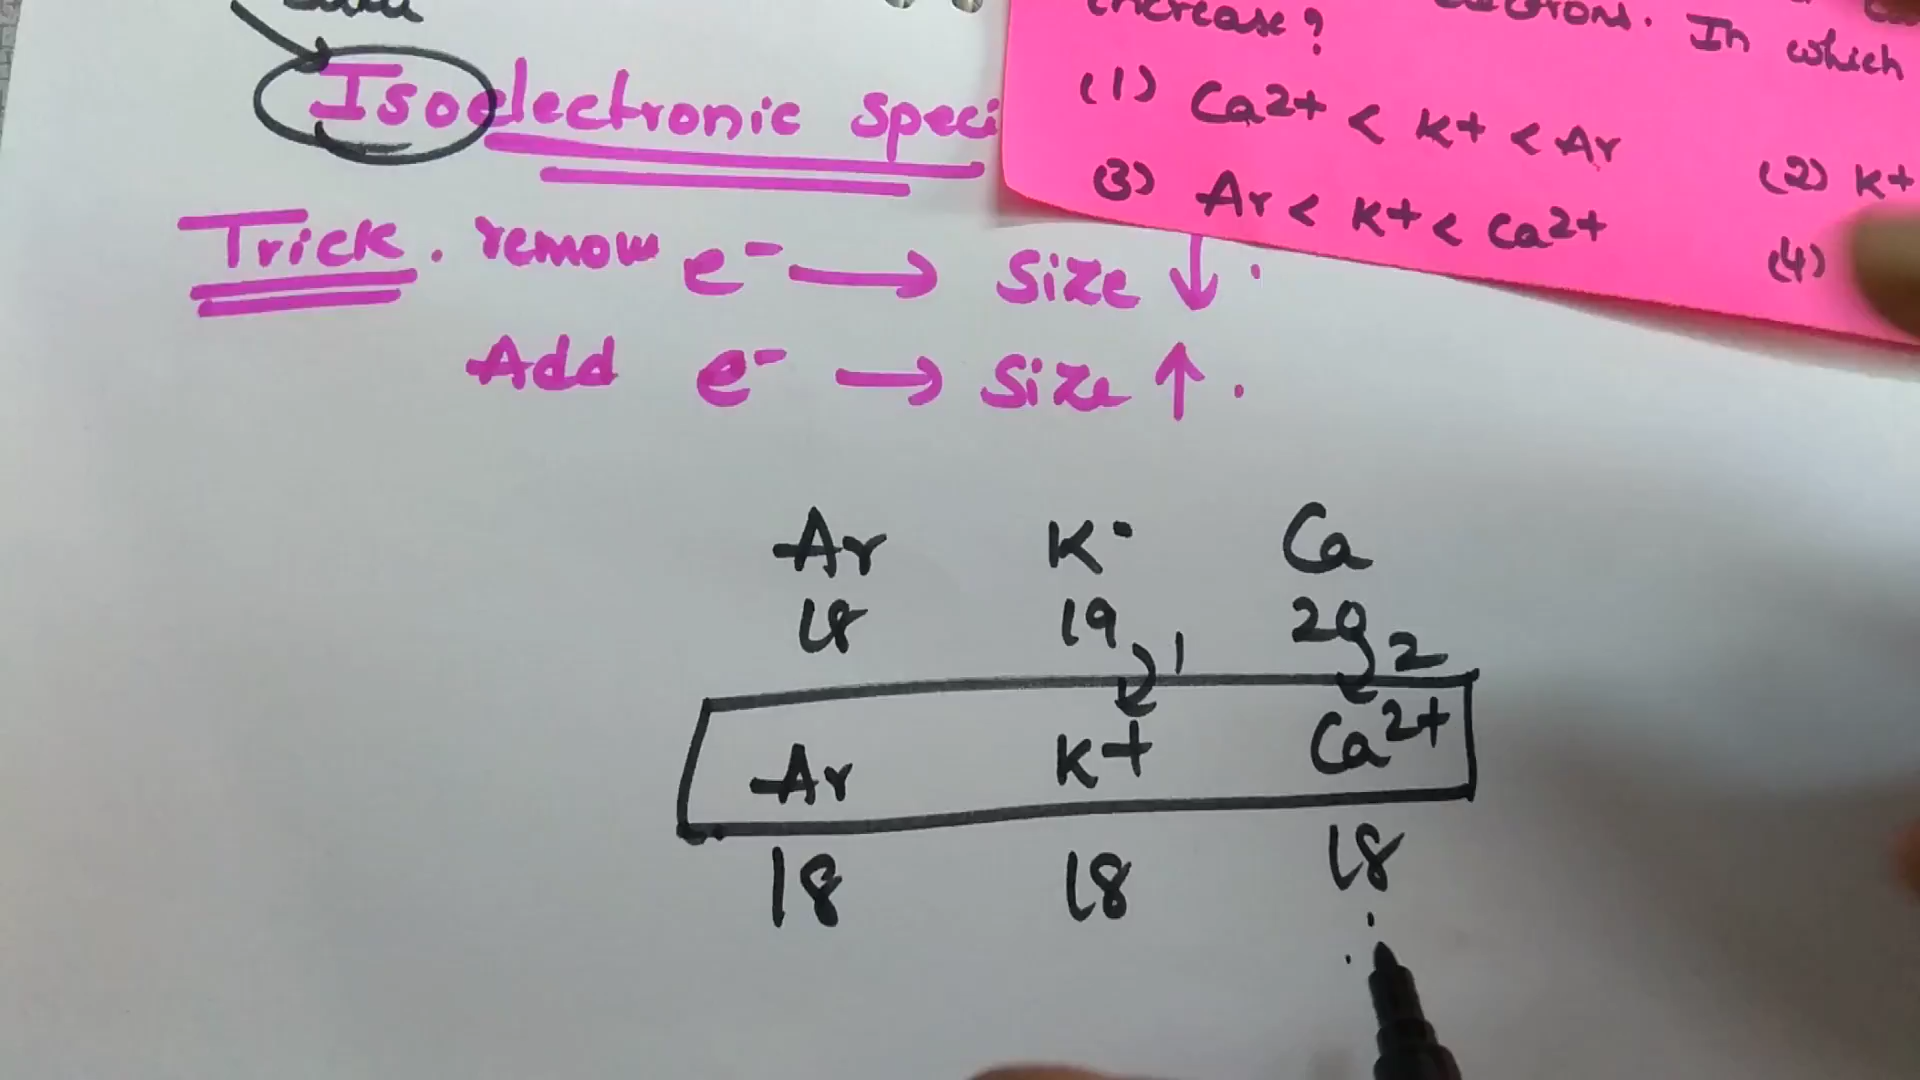 Isoelectronic speci
Trick. remove e⁻ → Size ↓.
Add e⁻ → Size ↑.
In which
increase?
(1) Ca2+ < K+ < Ar
(2) K+
(3) Ar < K+ < Ca2+
(4)
Ar K Ca
18 19 20
1 2
Ar K+ Ca2+
18 18 18